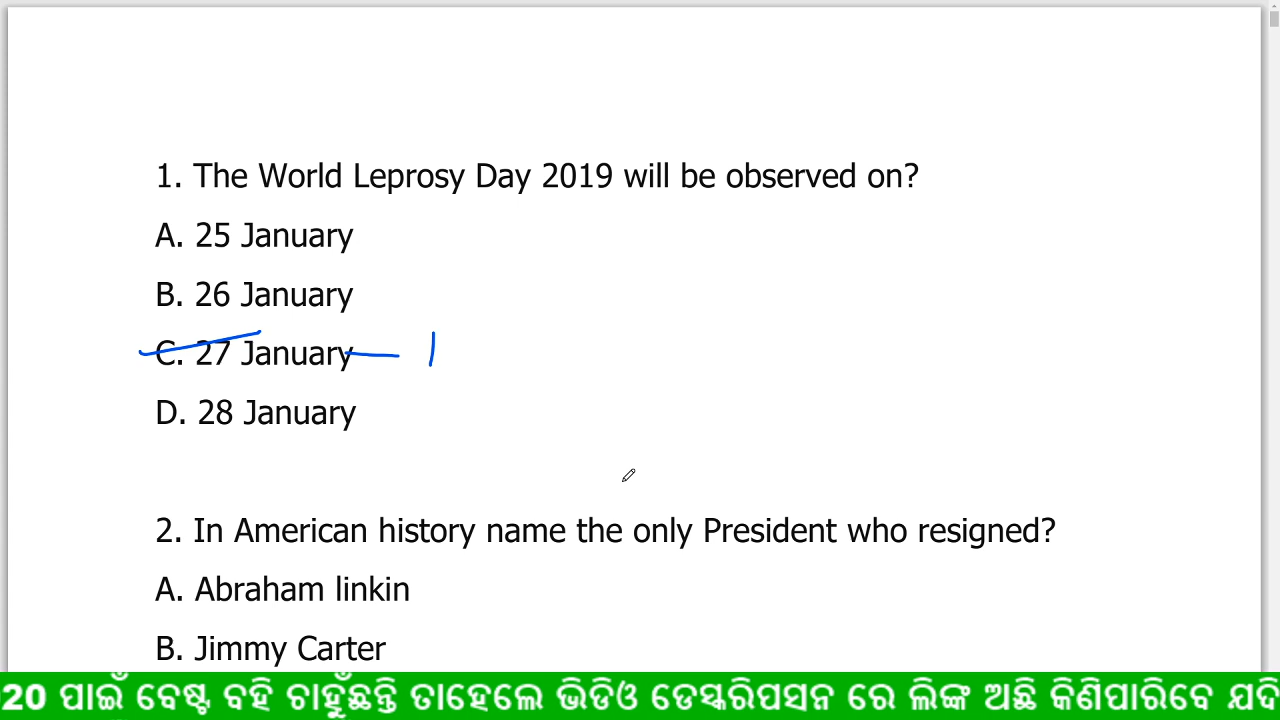 1. The World Leprosy Day 2019 will be observed on?
A. 25 January
B. 26 January
C. 27 January — 1
D. 28 January
2. In American history name the only President who resigned?
A. Abraham linkin
B. Jimmy Carter
20 ପାଇଁ ବେଷ୍ଟ ବହି ଚାହୁଁଛନ୍ତି ତାହେଲେ ଭିଡିଓ ଡେସ୍କରିପସନ ରେ ଲିଙ୍କ ଅଛି କିଣିପାରିବେ ଯଦି